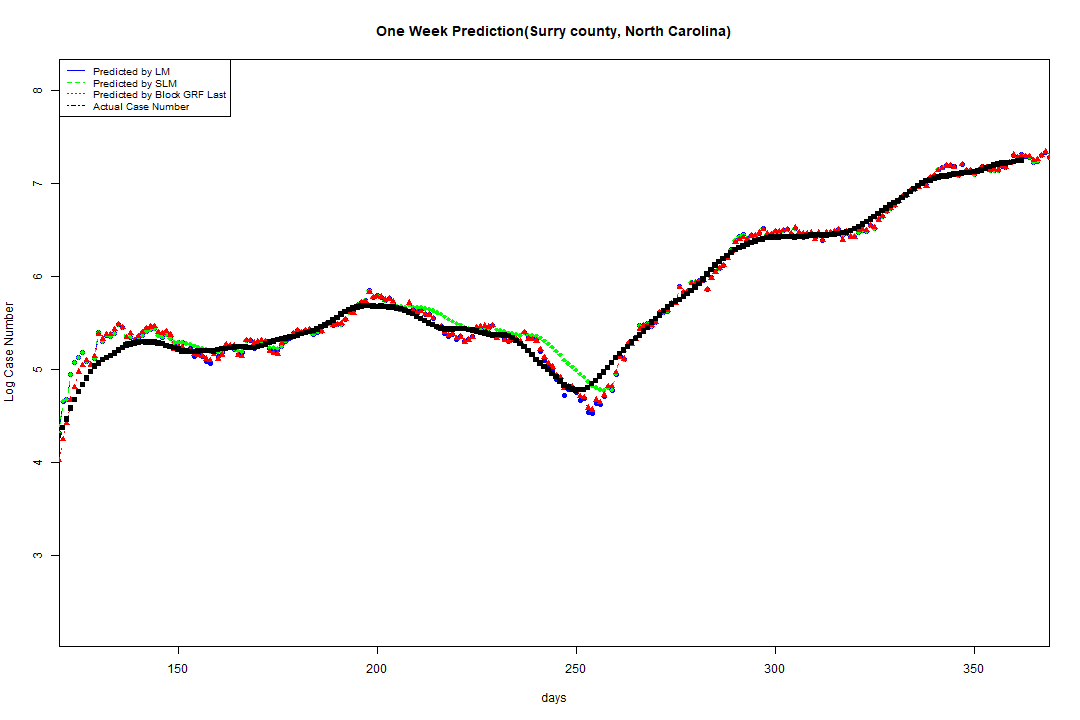 One Week Prediction(Surry county, North Carolina)
Predicted by LM
Predicted by SLM
Predicted by Block GRF Last
Actual Case Number
8
7
6
5
4
3
Log Case Number
150
200
250
300
350
days